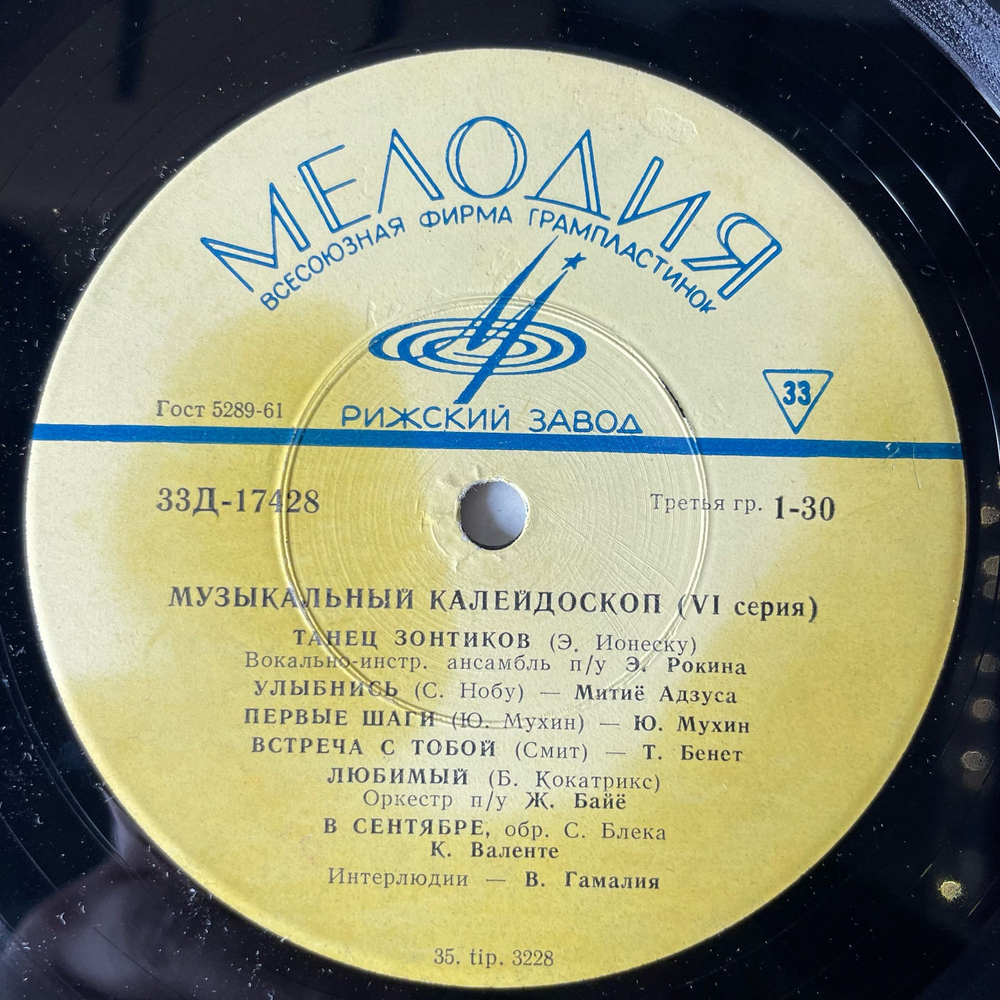 МЕЛОДИЯ
ВСЕСОЮЗНАЯ ФИРМА ГРАМПЛАСТИНОК
33
Гост 5289-61
РИЖСКИЙ ЗАВОД
2
33Д-17428
Третья гр. 1-30
МУЗЫКАЛЬНЫЙ КАЛЕЙДОСКОП (VI серия)
ТАНЕЦ ЗОНТИКОВ (Э. Ионеску)
Вокально-инстр. ансамбль п/у Э. Рокина
УЛЫБНИСЬ (С. Нобу) — Митиё Адзуса
ПЕРВЫЕ ШАГИ (Ю. Мухин) — Ю. Мухин
ВСТРЕЧА С ТОБОЙ (Смит) — Т. Бенет
ЛЮБИМЫЙ (Б. Кокатрикс)
Оркестр п/у Ж. Байё
В СЕНТЯБРЕ, обр. С. Блека
К. Валенте
Интерлюдии — В. Гамалия
35. tip. 3228